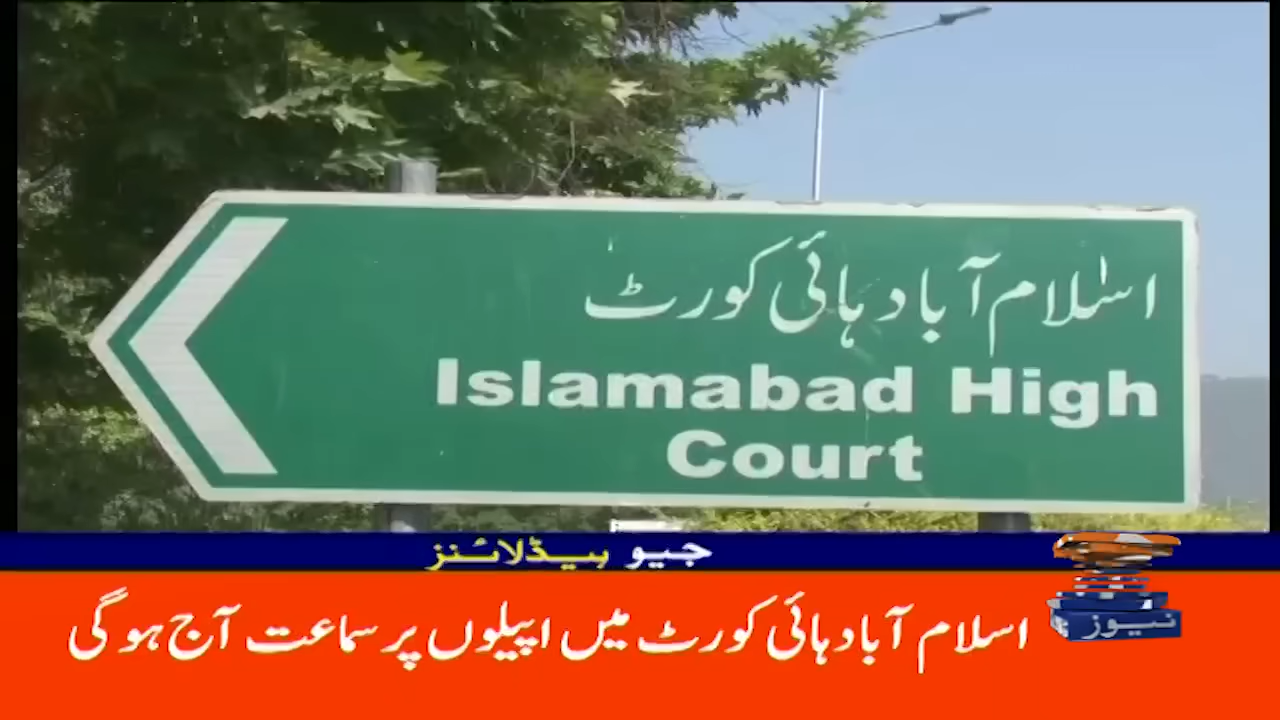 اسلام آباد ہائی کورٹ
Islamabad High
Court
جیو ہیڈلائنز
نیوز
اسلام آباد ہائی کورٹ میں اپیلوں پر سماعت آج ہو گی